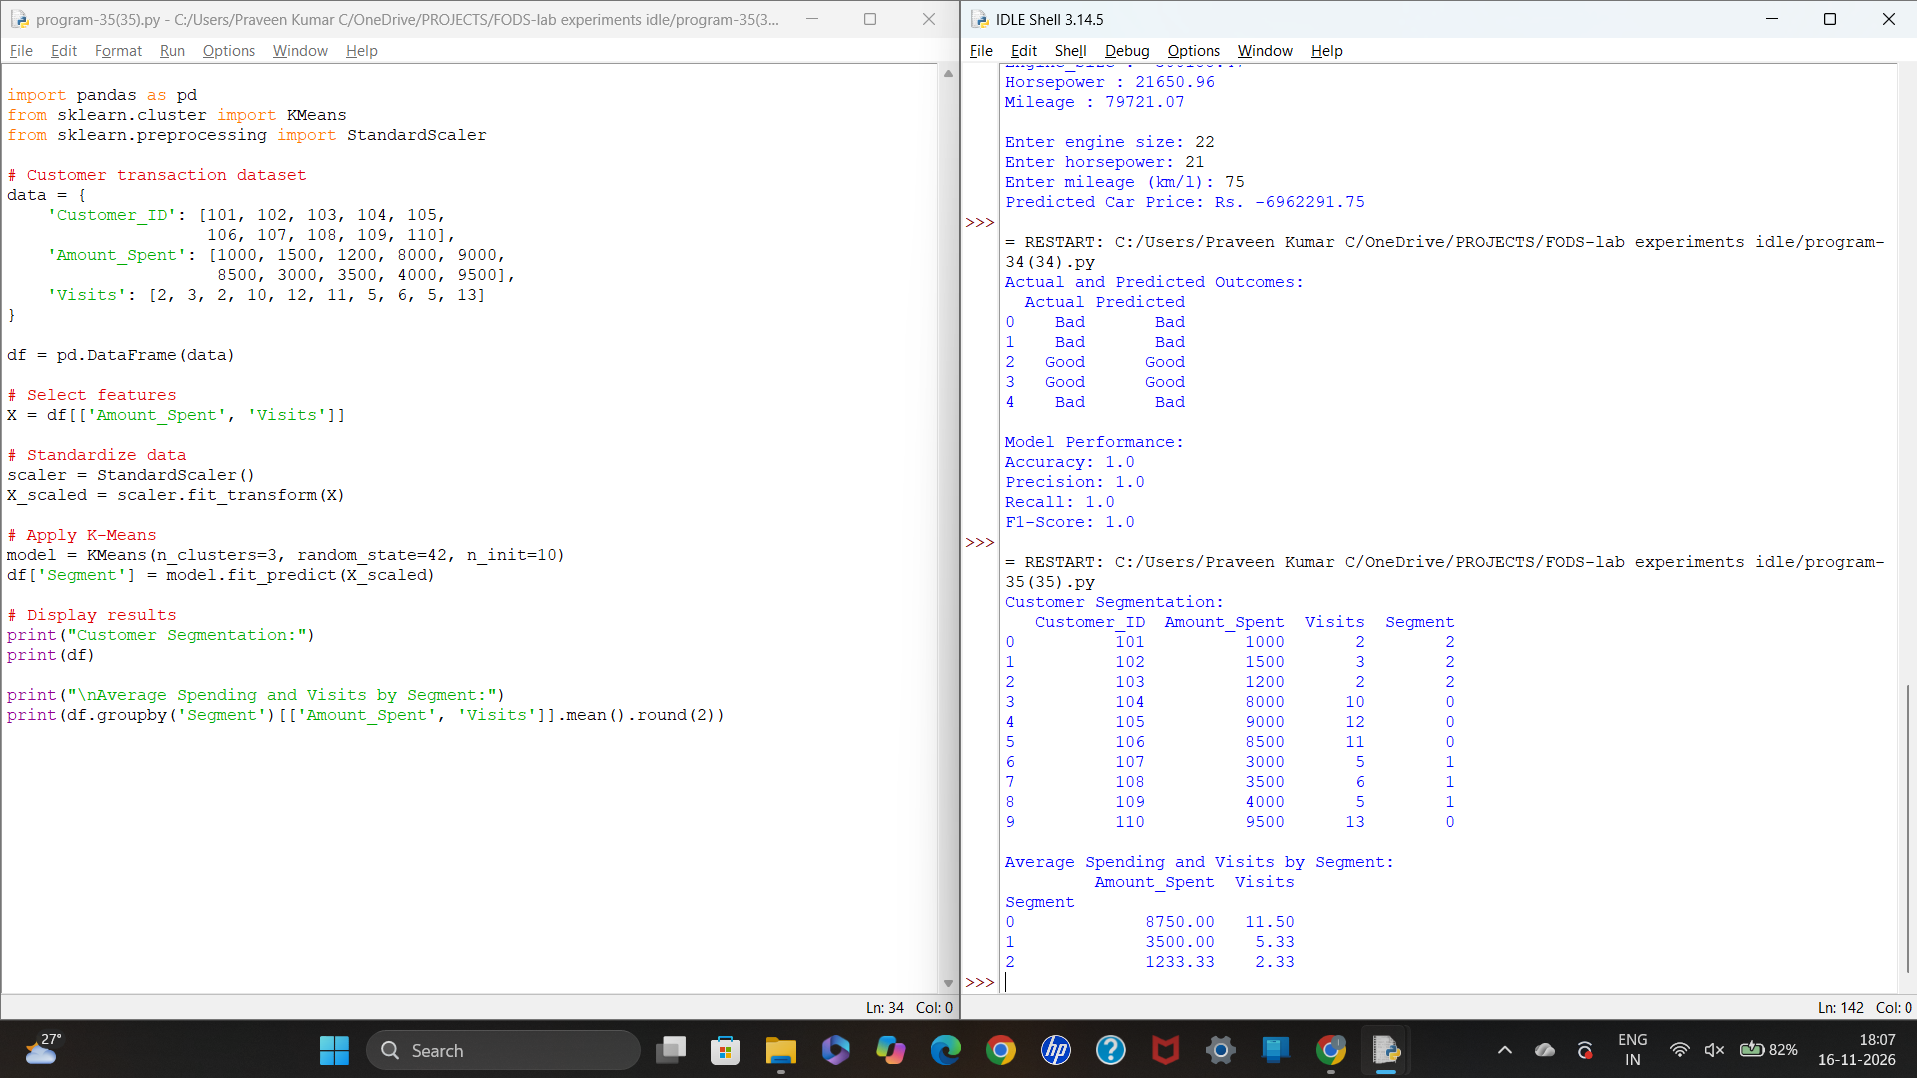 program-35(35).py - C:/Users/Praveen Kumar C/OneDrive/PROJECTS/FODS-lab experiments idle/program-35(3...
File Edit Format Run Options Window Help
import pandas as pd
from sklearn.cluster import KMeans
from sklearn.preprocessing import StandardScaler
# Customer transaction dataset
data = {
    'Customer_ID': [101, 102, 103, 104, 105,
                    106, 107, 108, 109, 110],
    'Amount_Spent': [1000, 1500, 1200, 8000, 9000,
                     8500, 3000, 3500, 4000, 9500],
    'Visits': [2, 3, 2, 10, 12, 11, 5, 6, 5, 13]
}
df = pd.DataFrame(data)
# Select features
X = df[['Amount_Spent', 'Visits']]
# Standardize data
scaler = StandardScaler()
X_scaled = scaler.fit_transform(X)
# Apply K-Means
model = KMeans(n_clusters=3, random_state=42, n_init=10)
df['Segment'] = model.fit_predict(X_scaled)
# Display results
print("Customer Segmentation:")
print(df)
print("\nAverage Spending and Visits by Segment:")
print(df.groupby('Segment')[['Amount_Spent', 'Visits']].mean().round(2))
Ln: 34 Col: 0
IDLE Shell 3.14.5
File Edit Shell Debug Options Window Help
Horsepower : 21650.96
Mileage : 79721.07
Enter engine size: 22
Enter horsepower: 21
Enter mileage (km/l): 75
Predicted Car Price: Rs. -6962291.75
>>>
= RESTART: C:/Users/Praveen Kumar C/OneDrive/PROJECTS/FODS-lab experiments idle/program-
34(34).py
Actual and Predicted Outcomes:
  Actual Predicted
0    Bad       Bad
1    Bad       Bad
2   Good      Good
3   Good      Good
4    Bad       Bad
Model Performance:
Accuracy: 1.0
Precision: 1.0
Recall: 1.0
F1-Score: 1.0
>>>
= RESTART: C:/Users/Praveen Kumar C/OneDrive/PROJECTS/FODS-lab experiments idle/program-
35(35).py
Customer Segmentation:
   Customer_ID  Amount_Spent  Visits  Segment
0          101          1000       2        2
1          102          1500       3        2
2          103          1200       2        2
3          104          8000      10        0
4          105          9000      12        0
5          106          8500      11        0
6          107          3000       5        1
7          108          3500       6        1
8          109          4000       5        1
9          110          9500      13        0
Average Spending and Visits by Segment:
         Amount_Spent  Visits
Segment
0             8750.00   11.50
1             3500.00    5.33
2             1233.33    2.33
>>>
Ln: 142 Col: 0
27°
Search
hp
ENG
IN
82%
18:07
16-11-2026